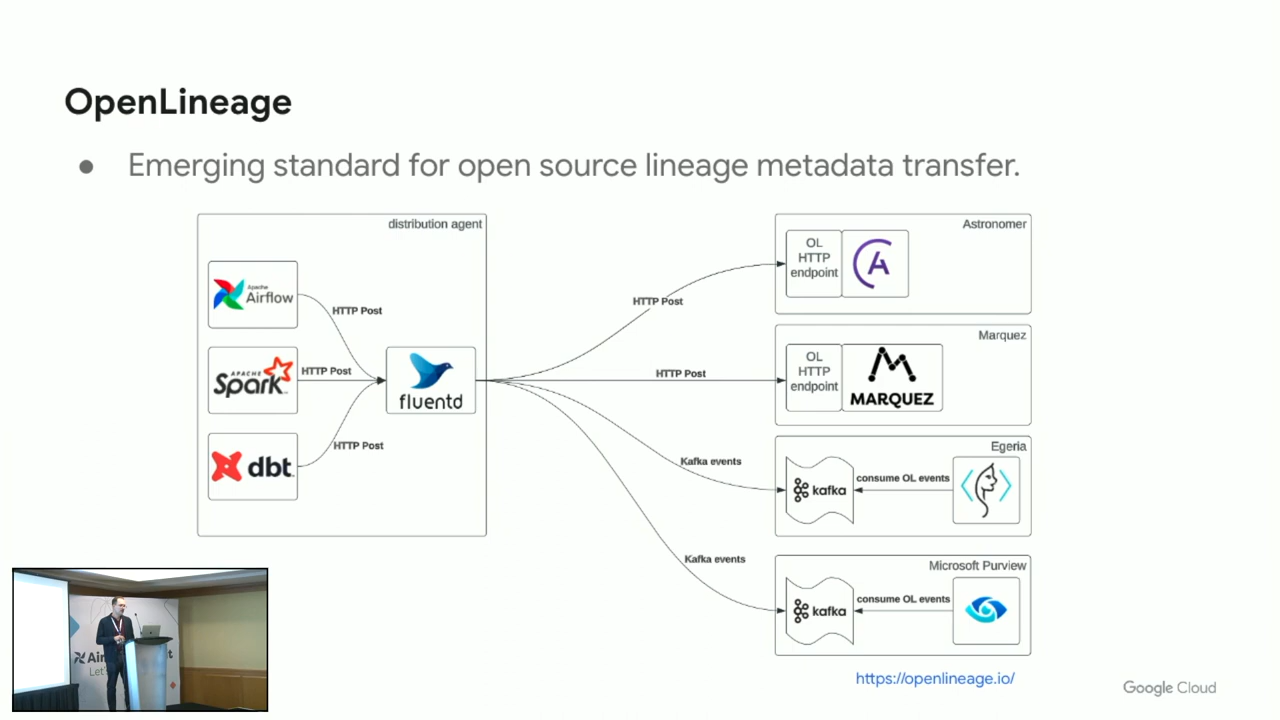 OpenLineage
● Emerging standard for open source lineage metadata transfer.
distribution agent
Apache
Airflow
HTTP Post
APACHE
Spark
HTTP Post
dbt
HTTP Post
fluentd
HTTP Post
HTTP Post
Kafka events
Kafka events
Astronomer
OL
HTTP
endpoint
A
Marquez
OL
HTTP
endpoint
MARQUEZ
Egeria
kafka
consume OL events
Microsoft Purview
kafka
consume OL events
https://openlineage.io/
Google Cloud